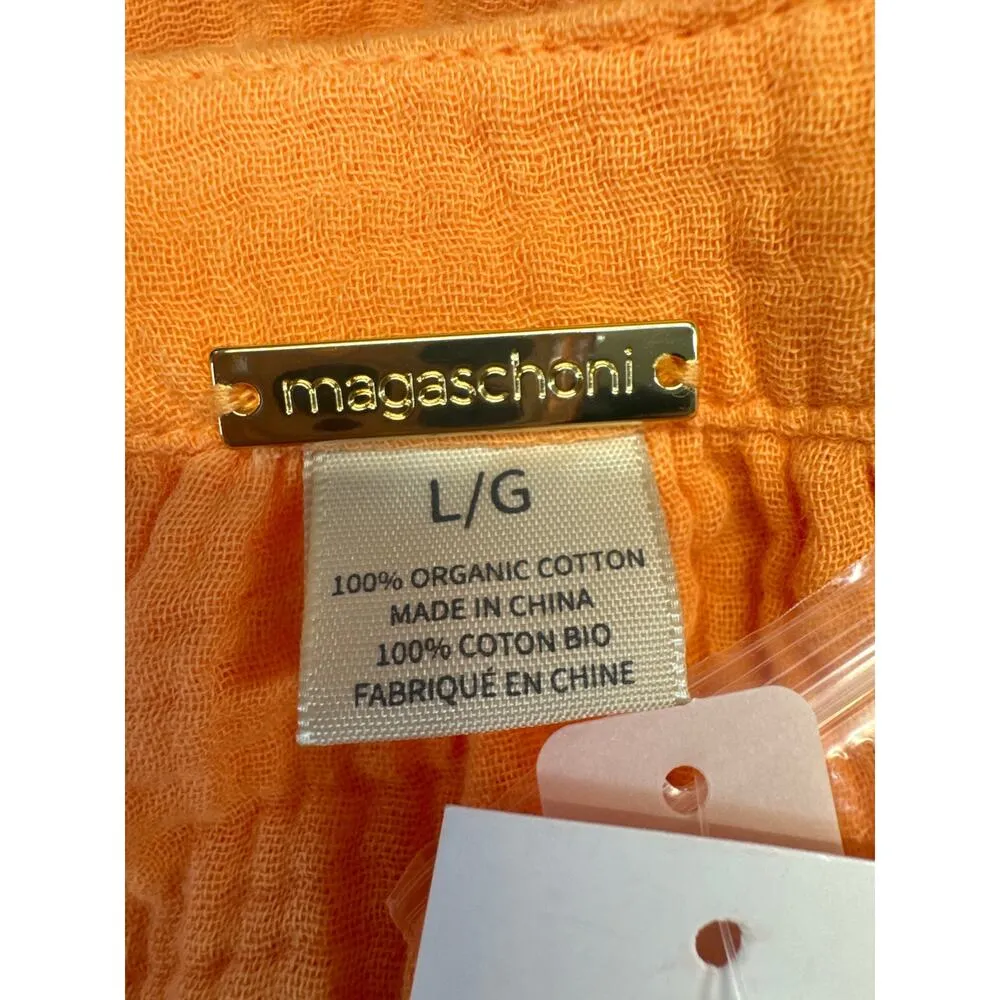 magaschoni
L/G
100% ORGANIC COTTON
MADE IN CHINA
100% COTON BIO
FABRIQUÉ EN CHINE